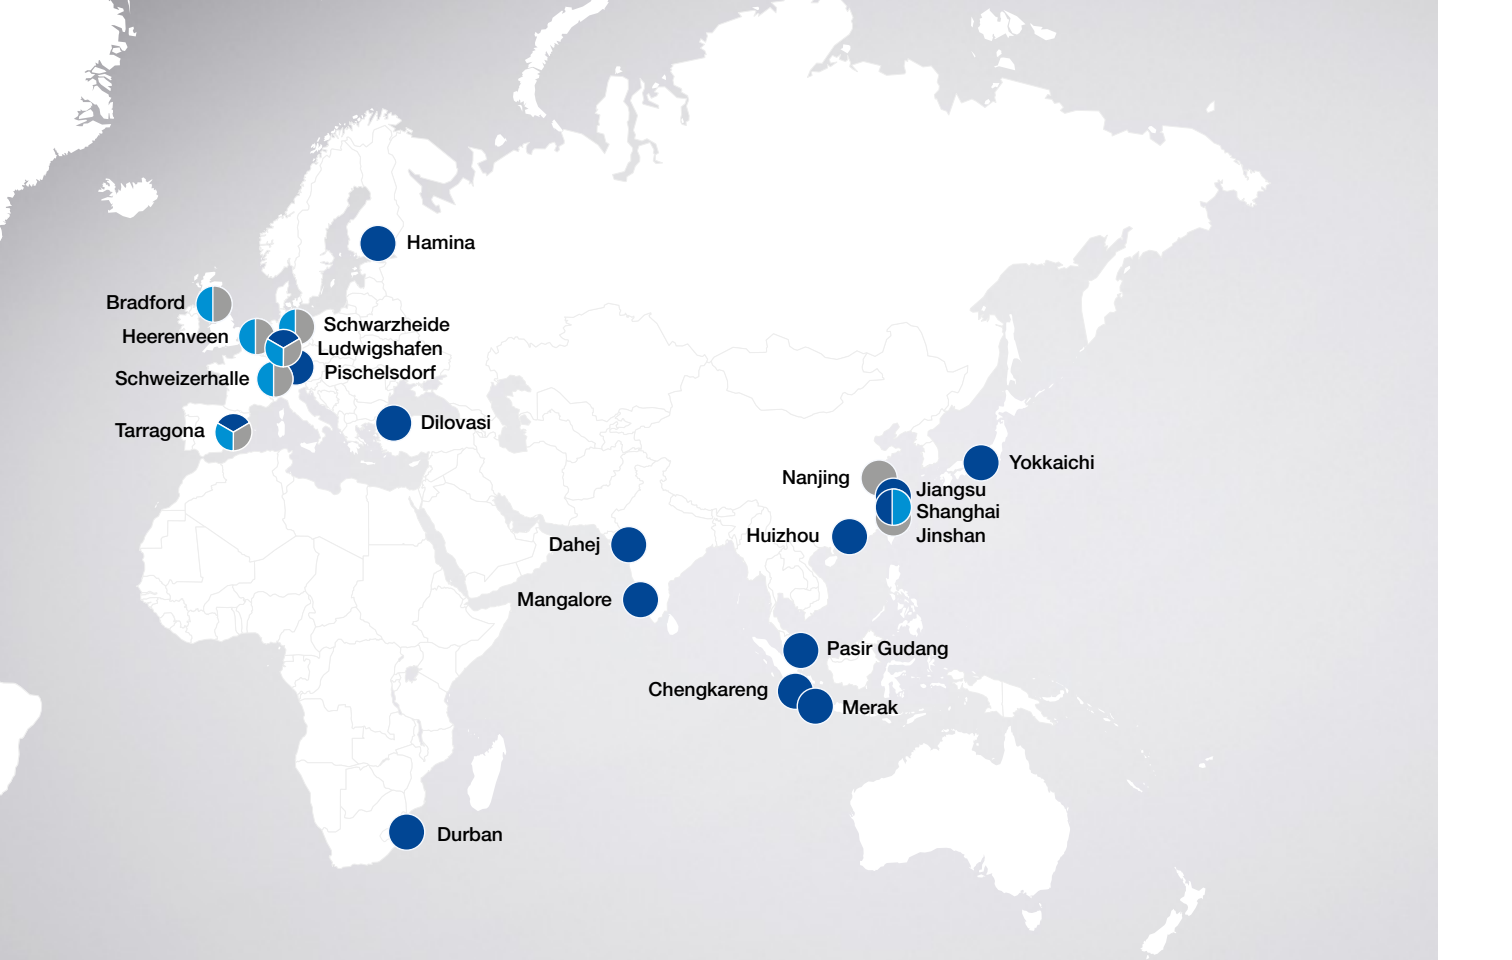 Hamina
Bradford
Schwarzheide
Heerenveen
Ludwigshafen
Pischelsdorf
Schweizerhalle
Dilovasi
Tarragona
Yokkaichi
Nanjing
Jiangsu
Shanghai
Huizhou
Jinshan
Dahej
Mangalore
Pasir Gudang
Chengkareng
Merak
Durban